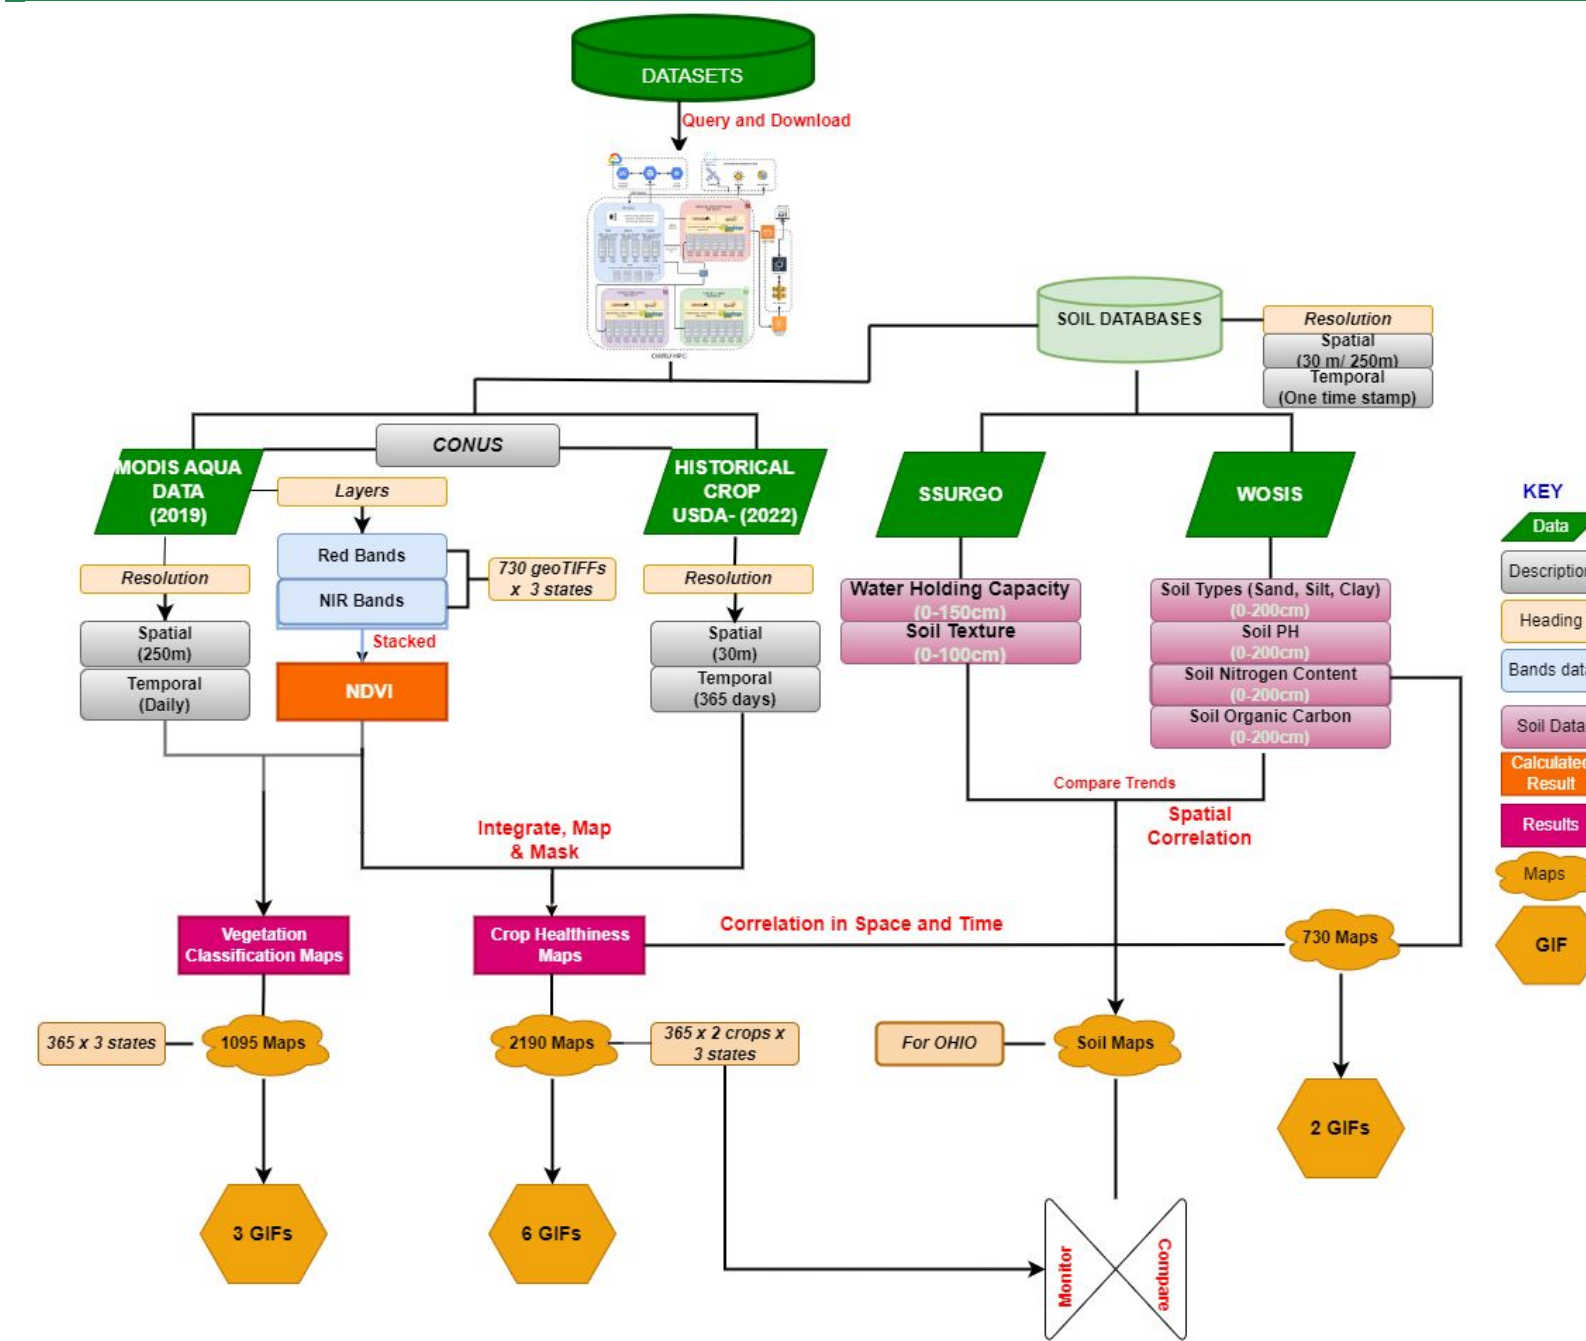 DATASETS
Query and Download
CWRU HPC
SOIL DATABASES
Resolution
Spatial
(30 m/ 250m)
Temporal
(One time stamp)
CONUS
MODIS AQUA
DATA
(2019)
Layers
Red Bands
NIR Bands
730 geoTIFFs
x 3 states
Stacked
NDVI
Resolution
Spatial
(250m)
Temporal
(Daily)
HISTORICAL
CROP
USDA- (2022)
Resolution
Spatial
(30m)
Temporal
(365 days)
SSURGO
Water Holding Capacity
(0-150cm)
Soil Texture
(0-100cm)
WOSIS
Soil Types (Sand, Silt, Clay)
(0-200cm)
Soil PH
(0-200cm)
Soil Nitrogen Content
(0-200cm)
Soil Organic Carbon
(0-200cm)
Compare Trends
Spatial
Correlation
Integrate, Map
& Mask
Vegetation
Classification Maps
Crop Healthiness
Maps
Correlation in Space and Time
730 Maps
365 x 3 states
1095 Maps
2190 Maps
365 x 2 crops x
3 states
For OHIO
Soil Maps
2 GIFs
3 GIFs
6 GIFs
Monitor
Compare
KEY
Data
Description
Heading
Bands data
Soil Data
Calculated
Result
Results
Maps
GIF